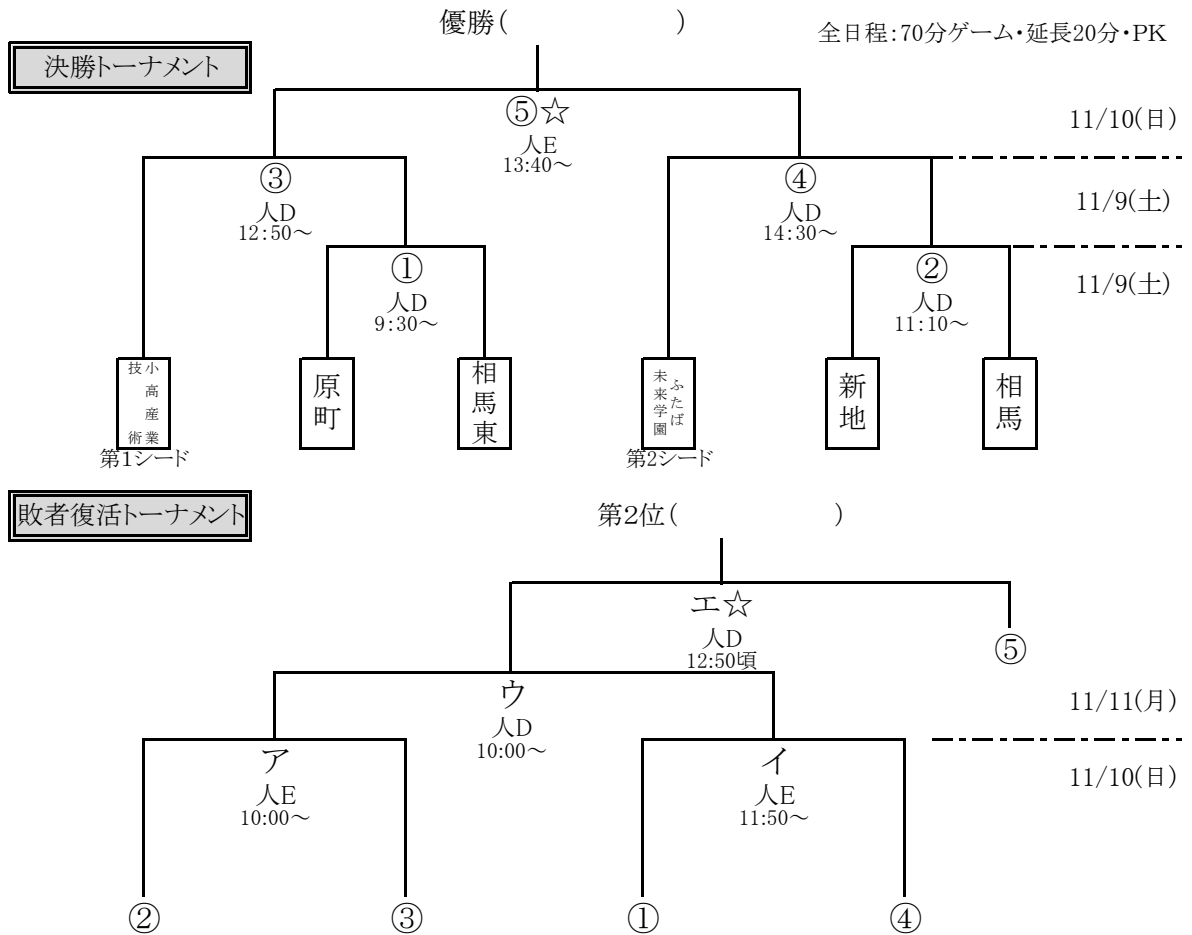 優勝(　　　　　　　)
全日程:70分ゲーム・延長20分・PK
決勝トーナメント
⑤☆
人E
13:40～
11/10(日)
③
人D
12:50～
④
人D
14:30～
11/9(土)
①
人D
9:30～
②
人D
11:10～
11/9(土)
小高産業
技術
原町
相馬東
ふたば
未来学園
新地
相馬
第1シード
第2シード
敗者復活トーナメント
第2位(　　　　　　　)
エ☆
人D
12:50頃
⑤
ウ
人D
10:00～
11/11(月)
ア
人E
10:00～
イ
人E
11:50～
11/10(日)
②
③
①
④